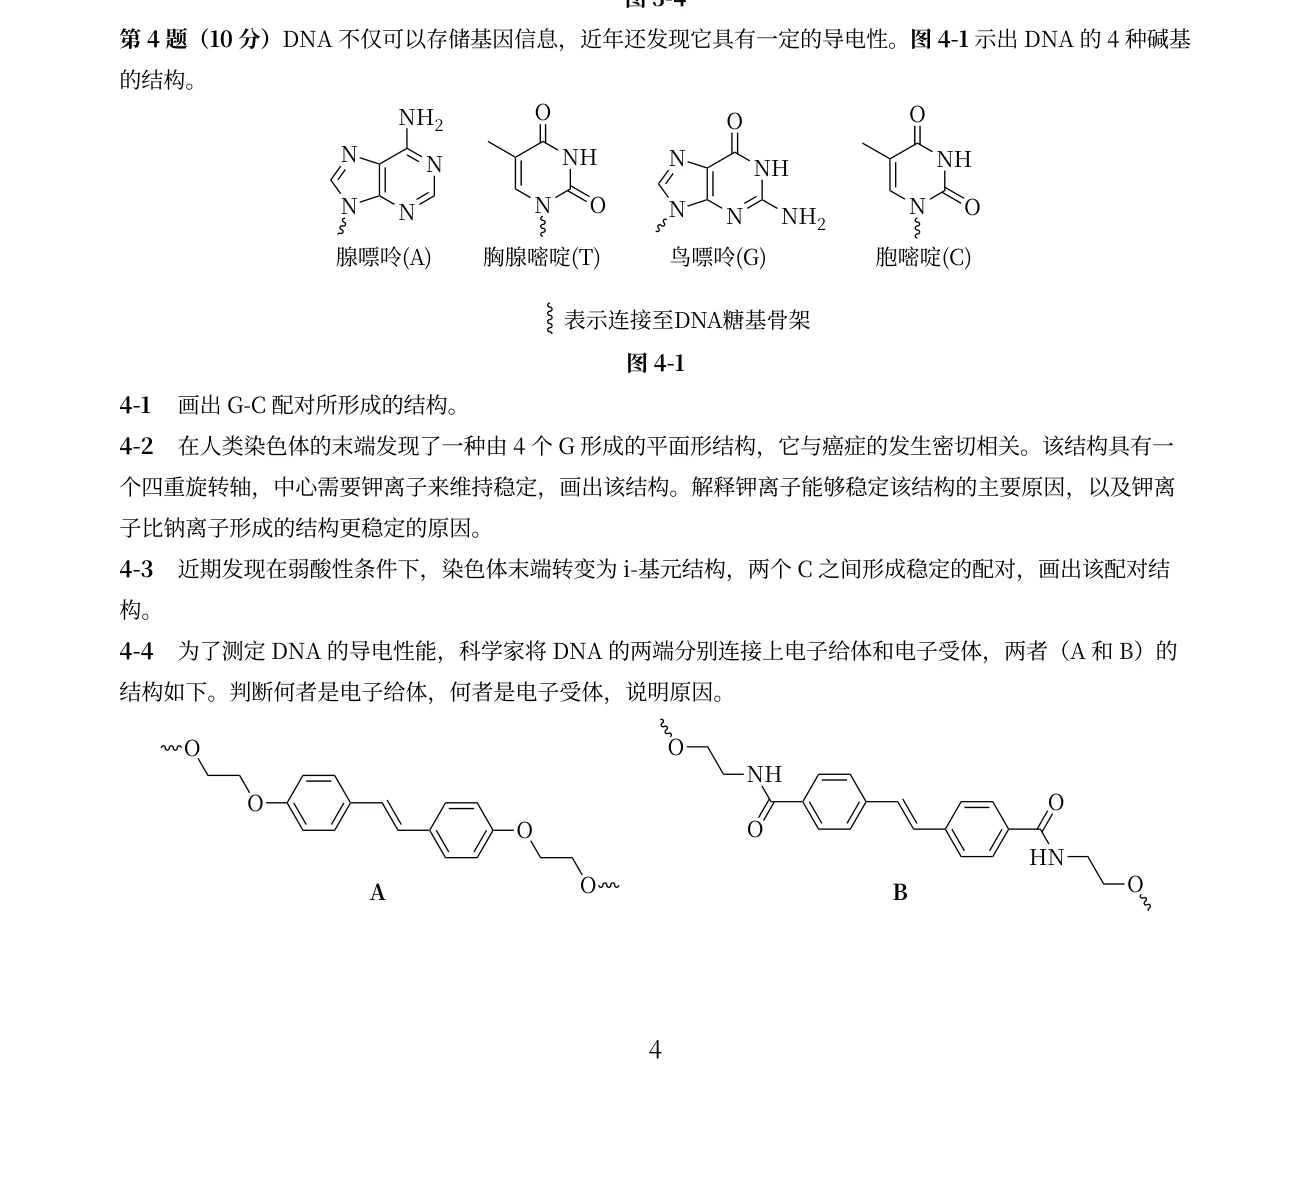 图 3-4
第 4 题（10 分）DNA 不仅可以存储基因信息，近年还发现它具有一定的导电性。图 4-1 示出 DNA 的 4 种碱基
的结构。
NH2 N N N N
O NH N O
O N NH N N NH2
O NH N O
腺嘌呤(A) 胸腺嘧啶(T) 鸟嘌呤(G) 胞嘧啶(C)
表示连接至DNA糖基骨架
图 4-1
4-1 画出 G-C 配对所形成的结构。
4-2 在人类染色体的末端发现了一种由 4 个 G 形成的平面形结构，它与癌症的发生密切相关。该结构具有一
个四重旋转轴，中心需要钾离子来维持稳定，画出该结构。解释钾离子能够稳定该结构的主要原因，以及钾离
子比钠离子形成的结构更稳定的原因。
4-3 近期发现在弱酸性条件下，染色体末端转变为 i-基元结构，两个 C 之间形成稳定的配对，画出该配对结
构。
4-4 为了测定 DNA 的导电性能，科学家将 DNA 的两端分别连接上电子给体和电子受体，两者（A 和 B）的
结构如下。判断何者是电子给体，何者是电子受体，说明原因。
O O O O
A
O NH O O HN O
B
4